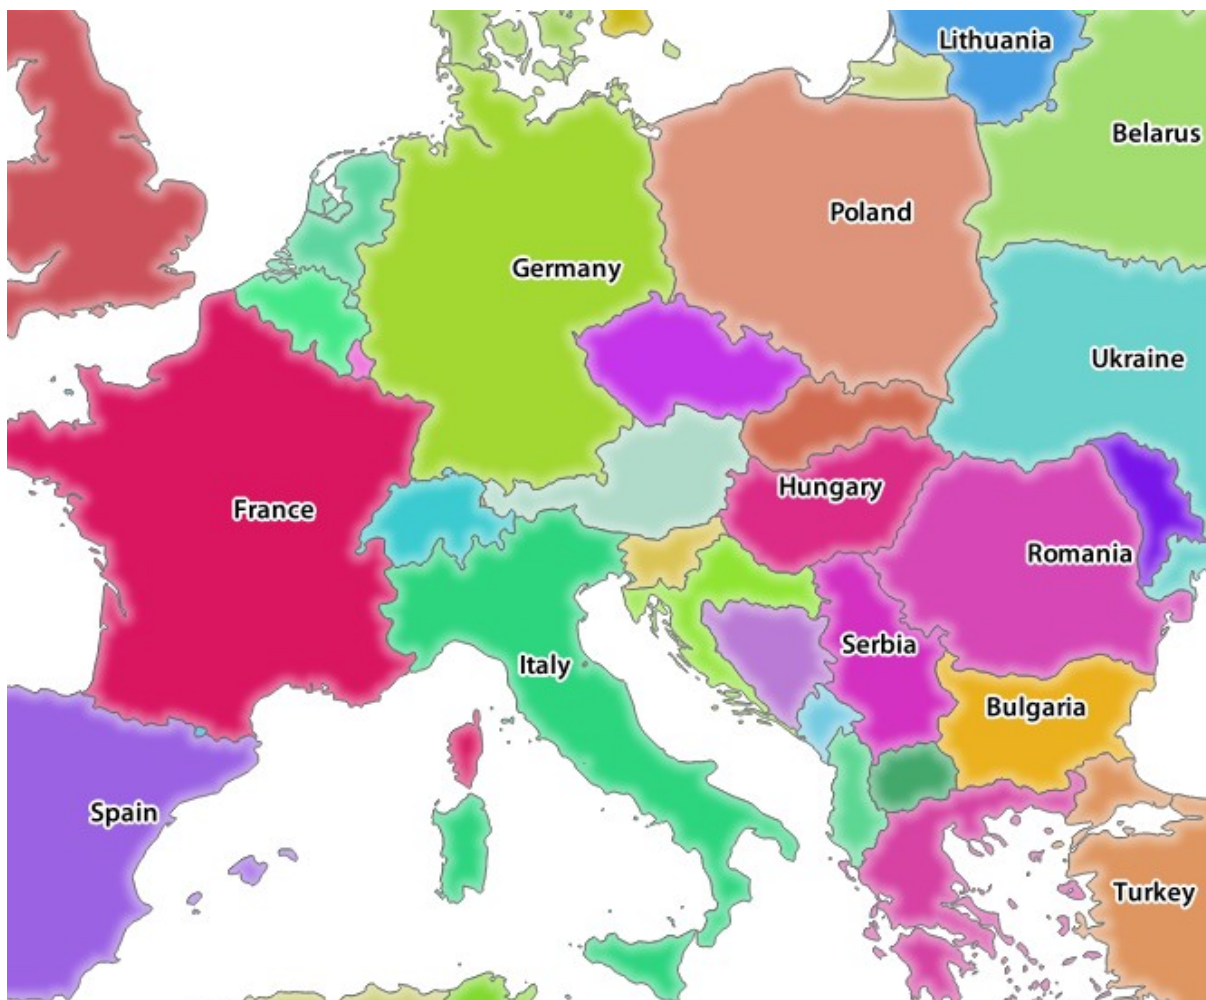 Lithuania
Belarus
Poland
Germany
Ukraine
Hungary
France
Romania
Serbia
Italy
Bulgaria
Spain
Turkey